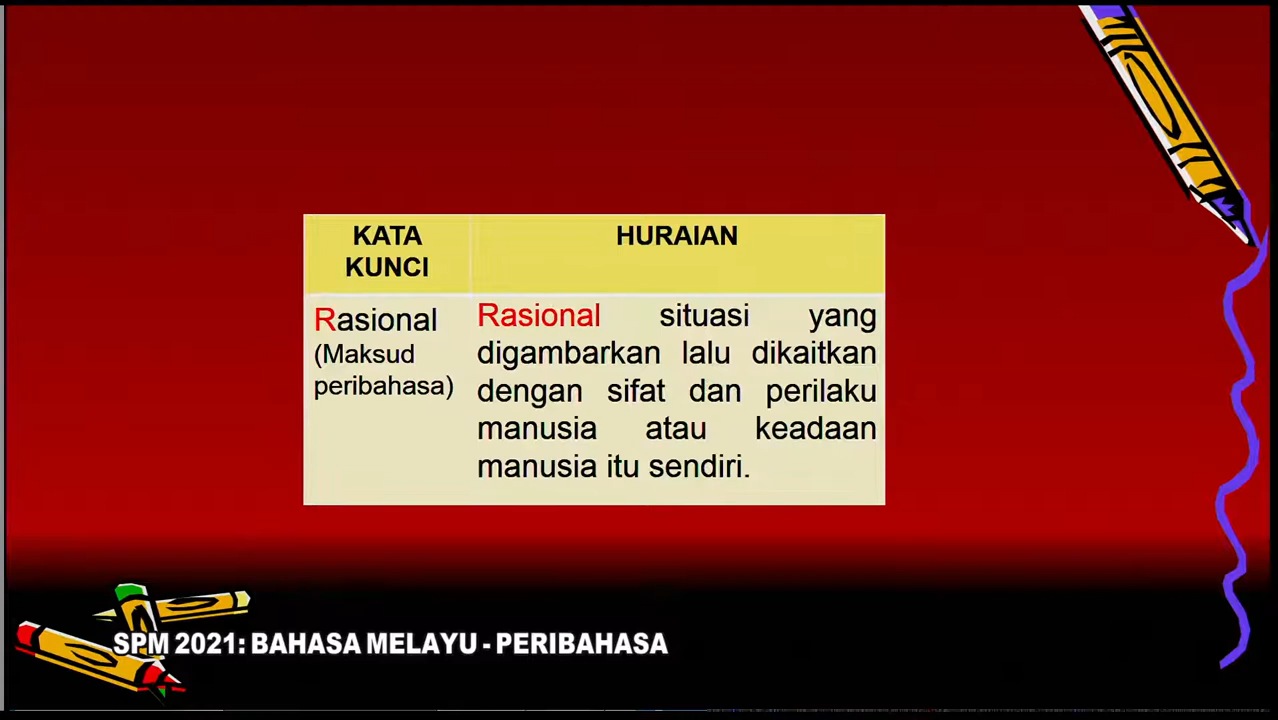 KATA
KUNCI
HURAIAN
Rasional
(Maksud
peribahasa)
Rasional situasi yang
digambarkan lalu dikaitkan
dengan sifat dan perilaku
manusia atau keadaan
manusia itu sendiri.
SPM 2021: BAHASA MELAYU - PERIBAHASA